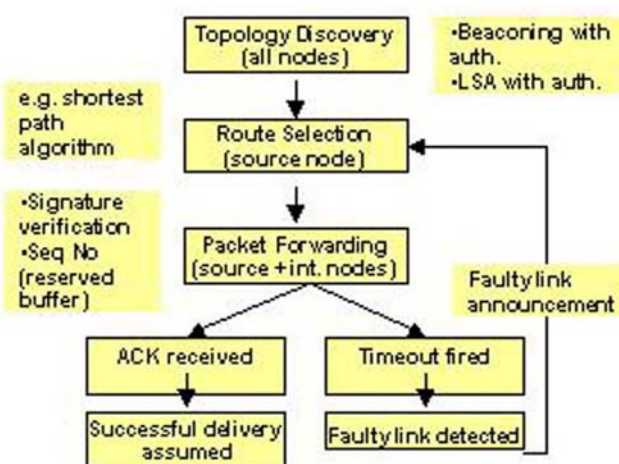 Topology Discovery
(all nodes)
•Beaconing with
auth.
•LSA with auth.
e.g. shortest
path
algorithm
Route Selection
(source node)
•Signature
verification
•Seq No
(reserved
buffer)
Packet Forwarding
(source + int. nodes)
Faulty link
announcement
ACK received
Timeout fired
Successful delivery
assumed
Faulty link detected